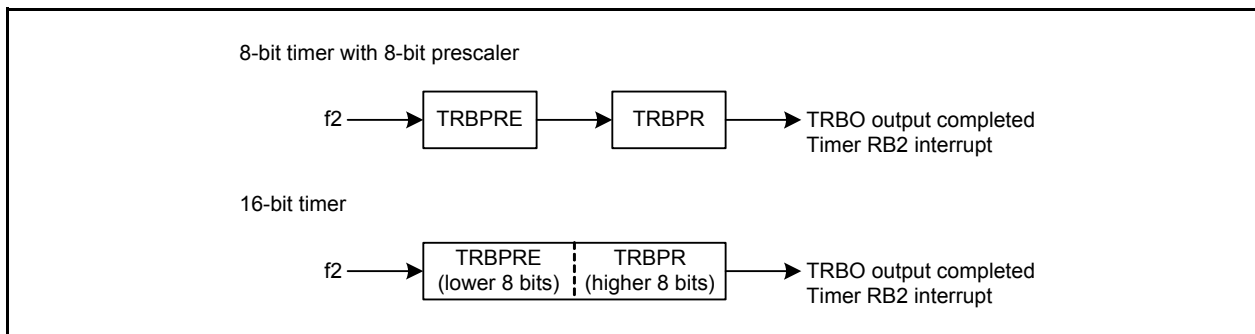 8-bit timer with 8-bit prescaler
f2
TRBPRE
TRBPR
TRBO output completed
Timer RB2 interrupt
16-bit timer
f2
TRBPRE
(lower 8 bits)
TRBPR
(higher 8 bits)
TRBO output completed
Timer RB2 interrupt